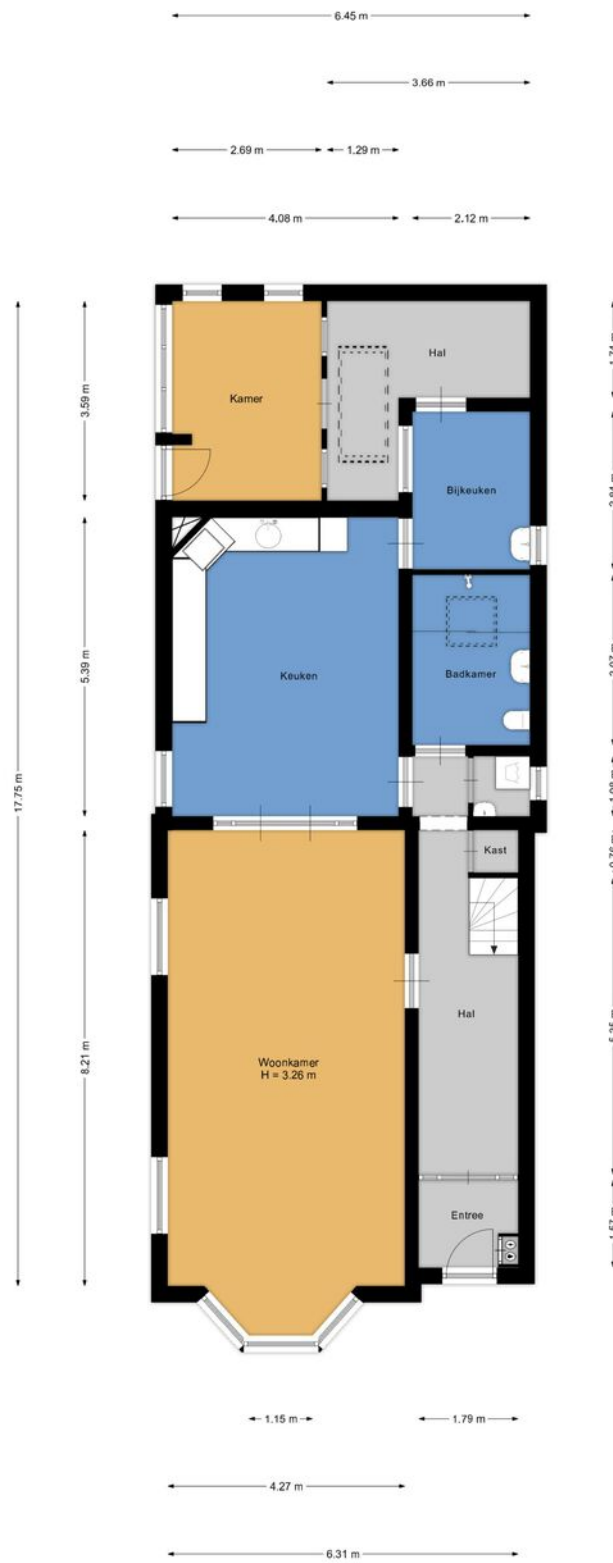 6.45 m
3.66 m
2.69 m
1.29 m
4.08 m
2.12 m
Hal
Kamer
3.59 m
Bijkeuken
Keuken
Badkamer
5.39 m
17.75 m
Kast
Hal
Woonkamer
H = 3.26 m
8.21 m
Entree
1.15 m
1.79 m
4.27 m
6.31 m